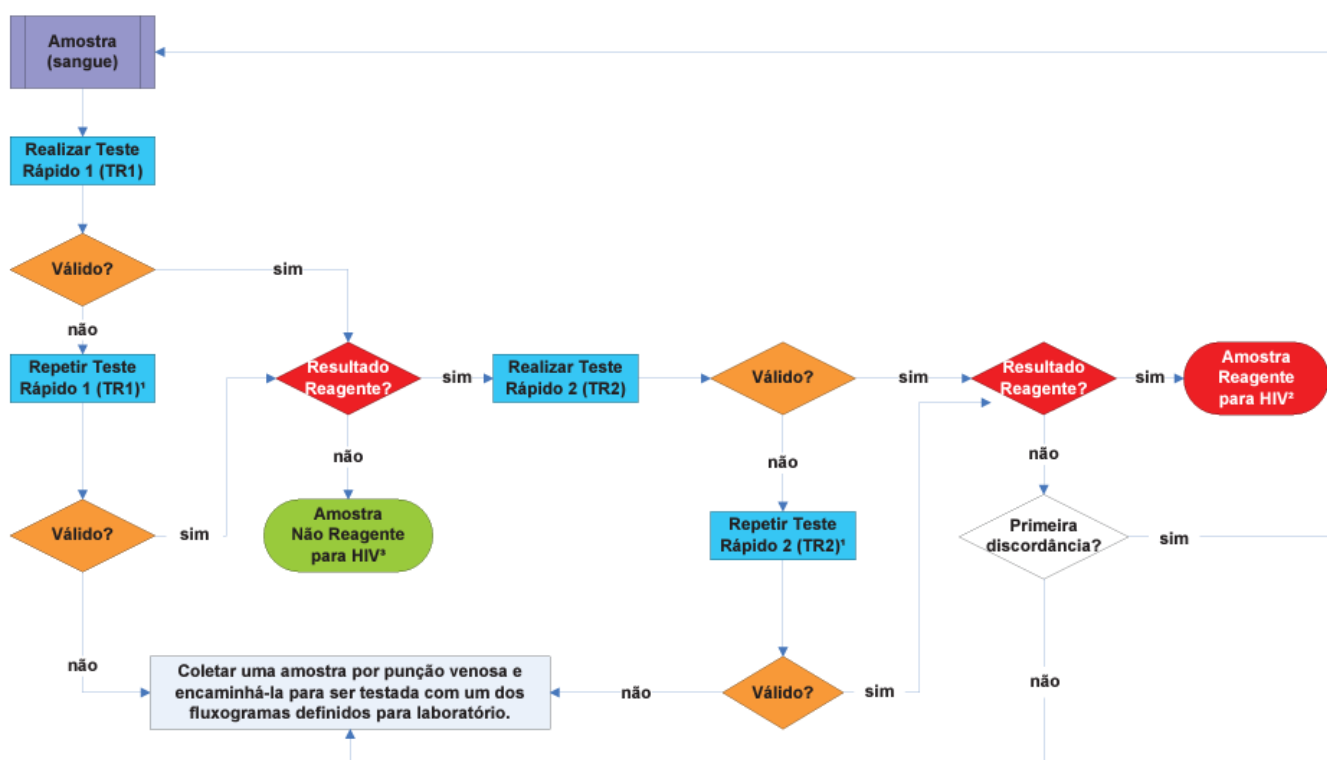 Amostra
(sangue)
Realizar Teste
Rápido 1 (TR1)
Válido?
sim
não
Repetir Teste
Rápido 1 (TR1)¹
Resultado
Reagente?
sim
Realizar Teste
Rápido 2 (TR2)
Válido?
sim
Resultado
Reagente?
sim
Amostra
Reagente
para HIV²
não
não
não
Válido?
sim
Amostra
Não Reagente
para HIV³
Repetir Teste
Rápido 2 (TR2)¹
Primeira
discordância?
sim
não
Coletar uma amostra por punção venosa e
encaminhá-la para ser testada com um dos
fluxogramas definidos para laboratório.
não
Válido?
sim
não